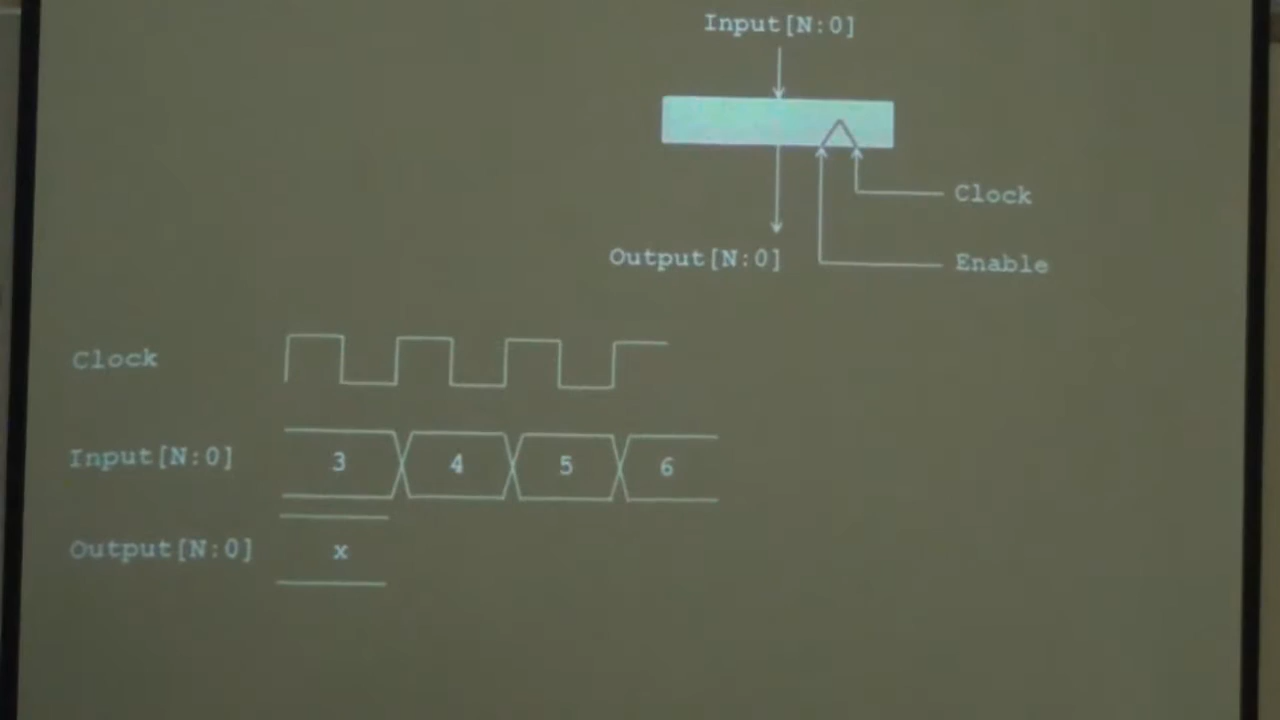 Input[N:0]
Clock
Output[N:0]
Enable
Clock
Input[N:0] 3 4 5 6
Output[N:0] x